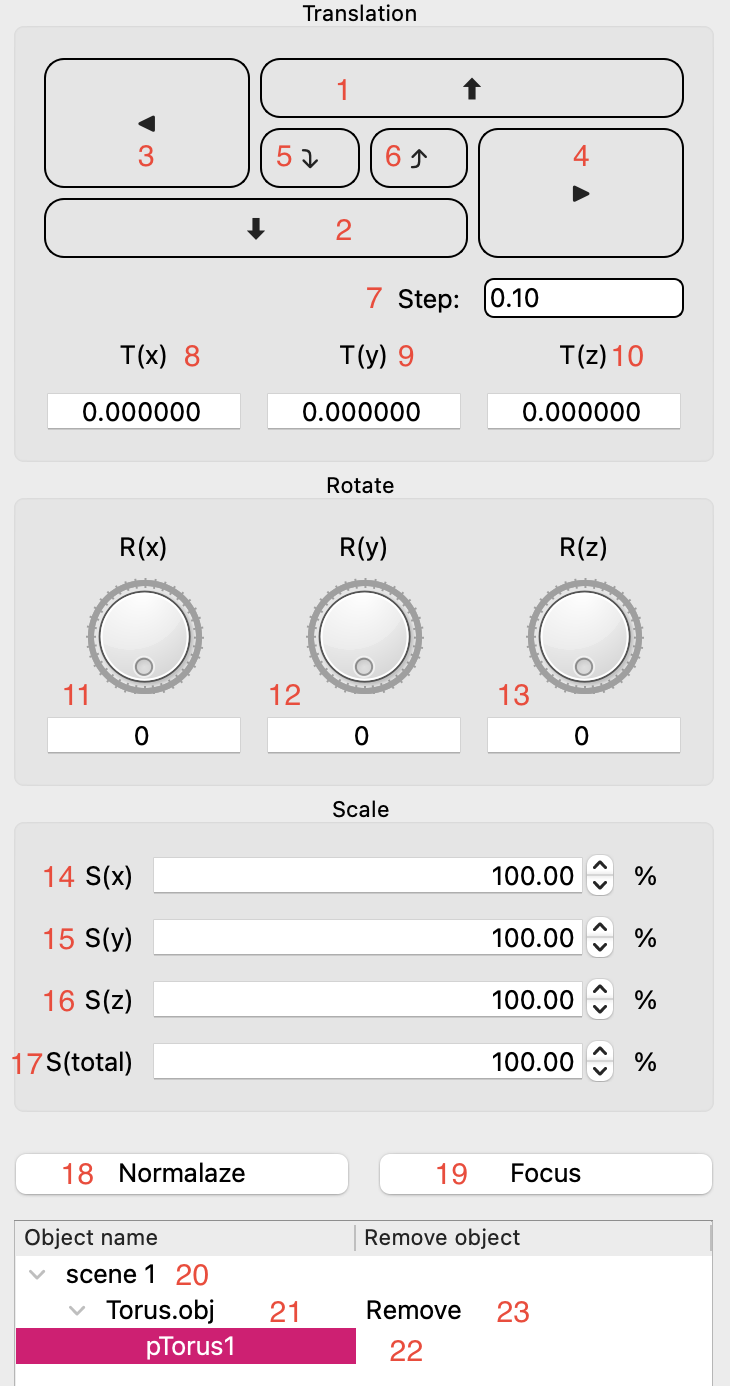 Translation
1
3
5
6
4
2
7 Step: 0.10
T(x) 8 T(y) 9 T(z) 10
0.000000 0.000000 0.000000
Rotate
R(x) R(y) R(z)
11 12 13
0 0 0
Scale
14 S(x) 100.00 %
15 S(y) 100.00 %
16 S(z) 100.00 %
17 S(total) 100.00 %
18 Normalaze 19 Focus
Object name Remove object
scene 1 20
Torus.obj 21 Remove 23
pTorus1 22